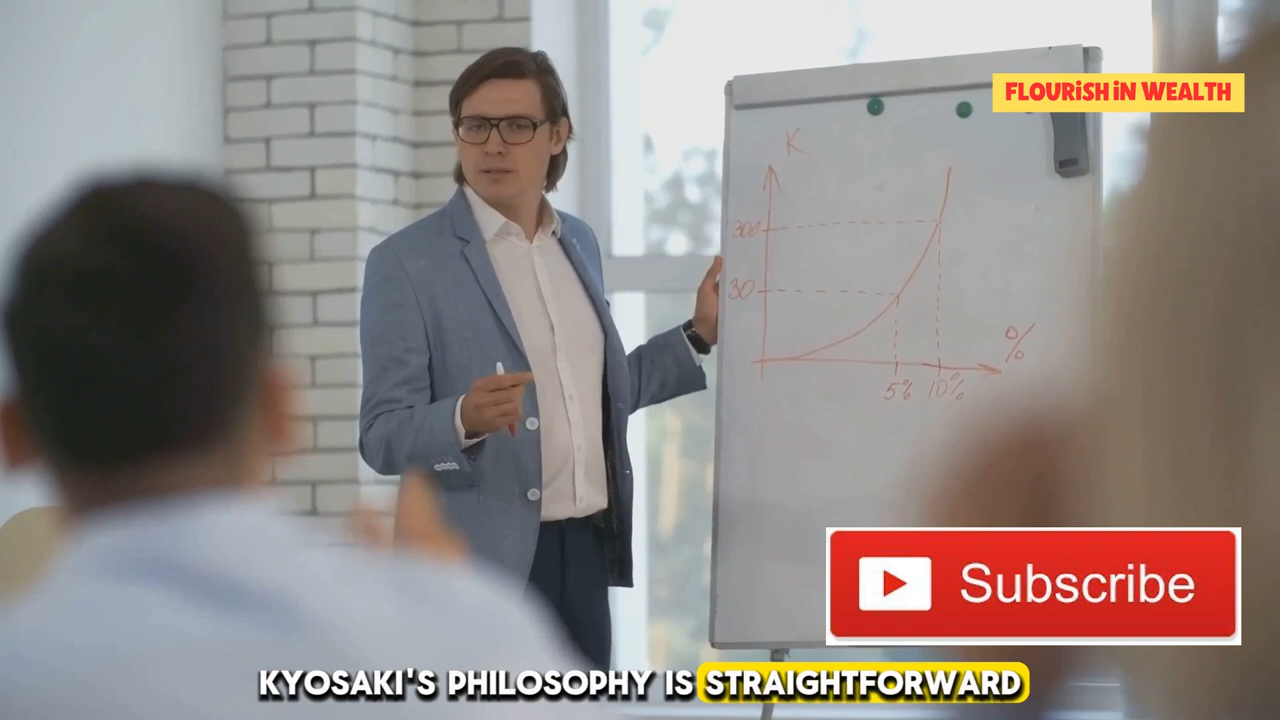 FLOURiSH iN WEALTH
K
300
30
%
5% 10%
Subscribe
KYOSAKI'S PHILOSOPHY IS STRAIGHTFORWARD